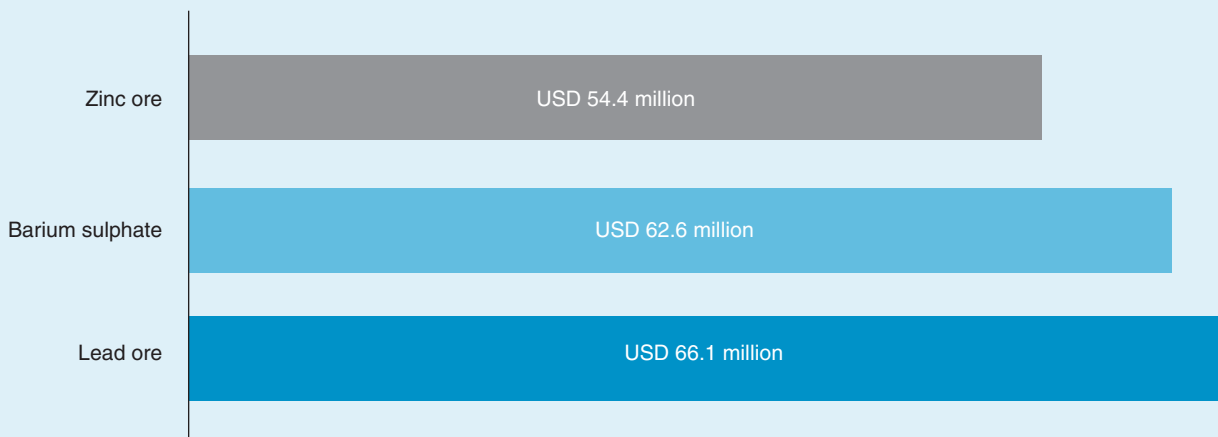 Zinc ore
USD 54.4 million
Barium sulphate
USD 62.6 million
Lead ore
USD 66.1 million